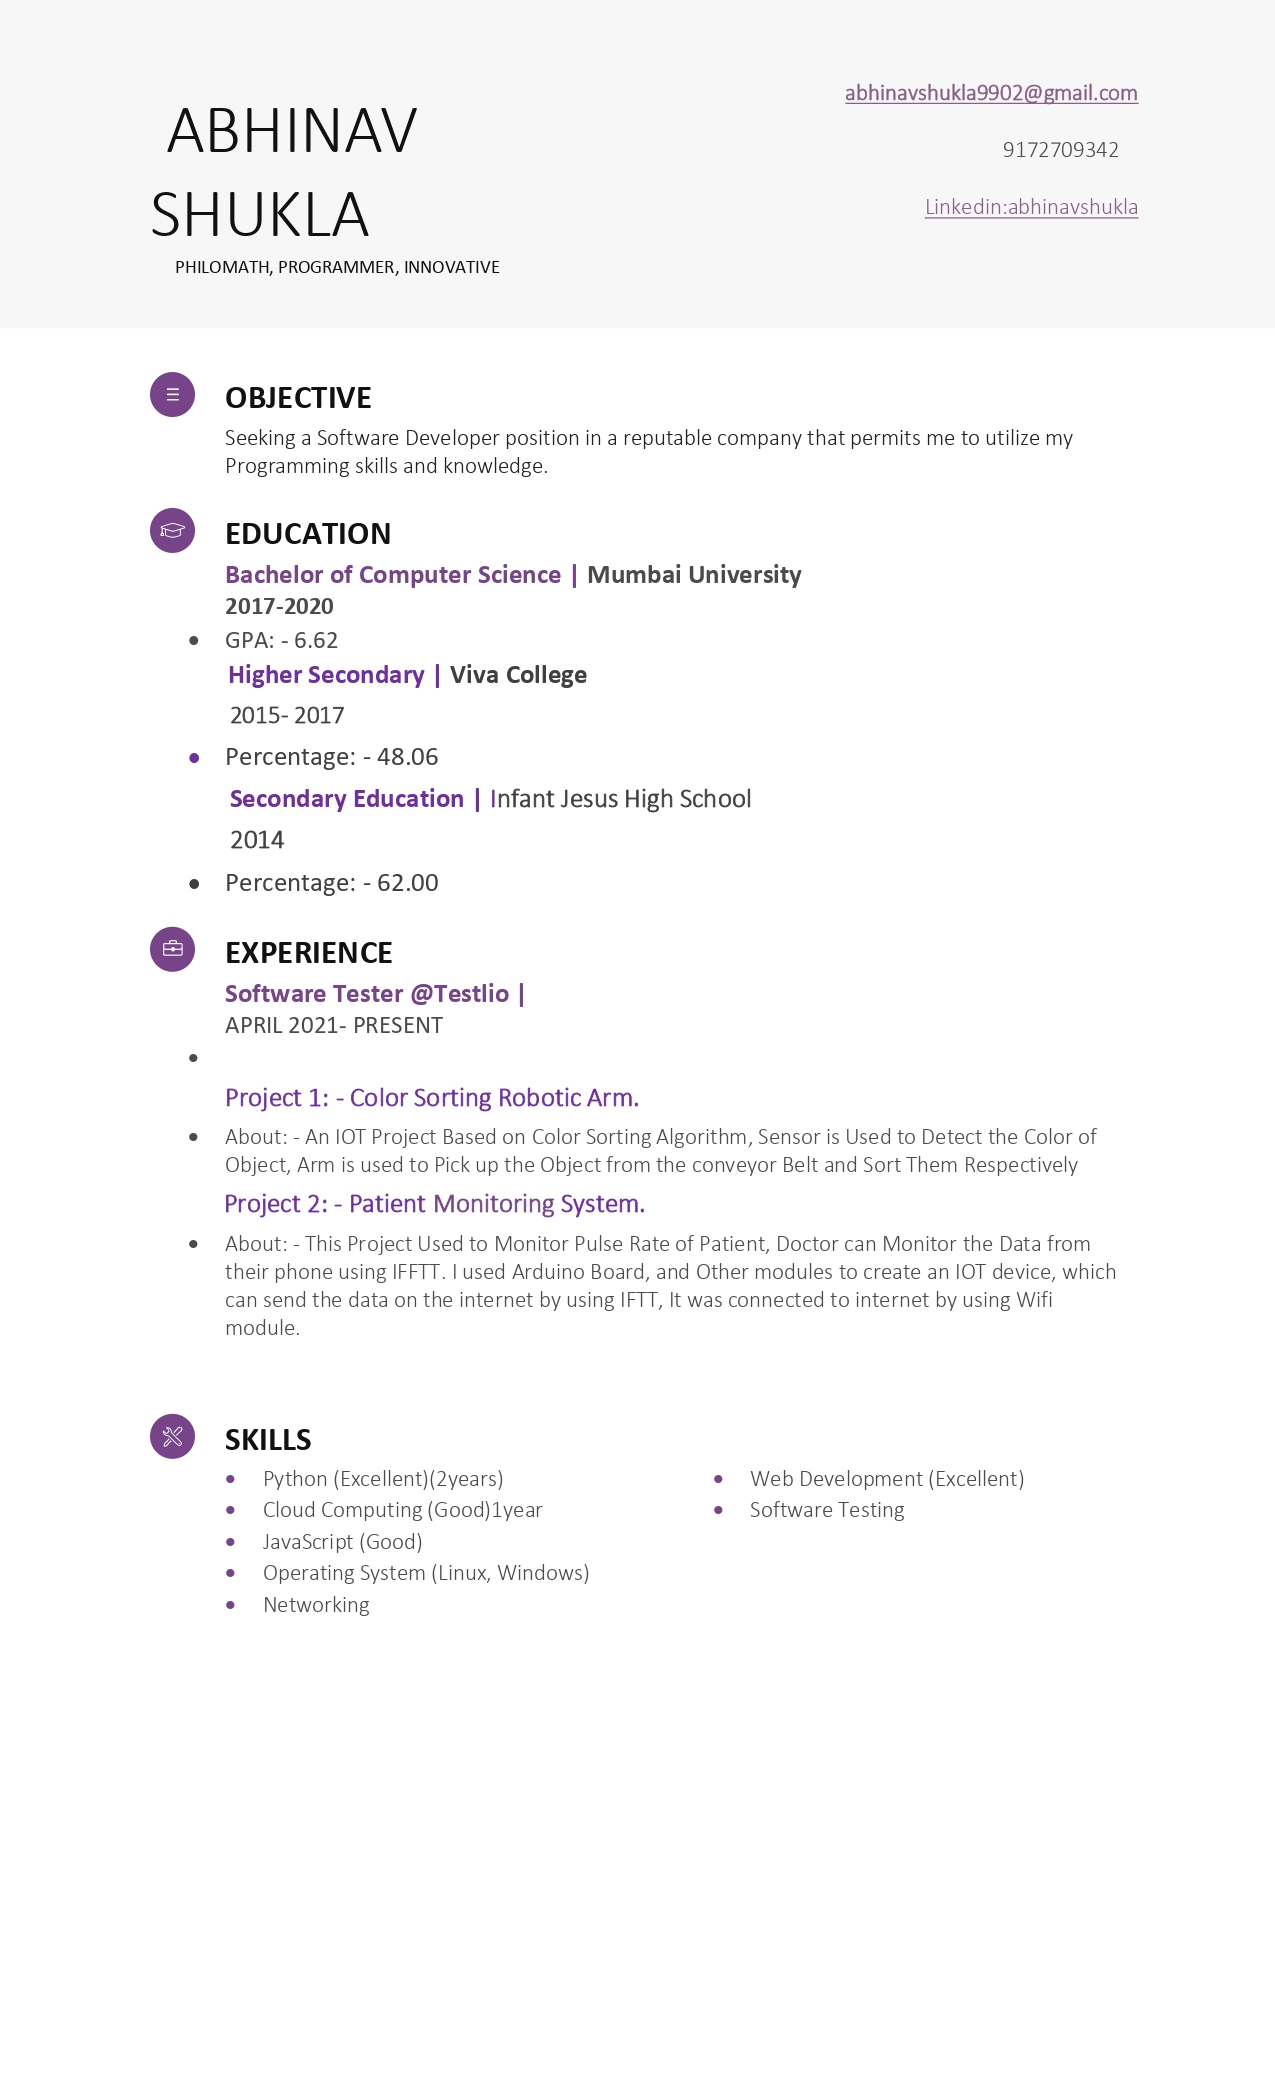 ABHINAV
SHUKLA
PHILOMATH, PROGRAMMER, INNOVATIVE
abhinavshukla9902@gmail.com
9172709342
Linkedin:abhinavshukla
OBJECTIVE
Seeking a Software Developer position in a reputable company that permits me to utilize my
Programming skills and knowledge.
EDUCATION
Bachelor of Computer Science | Mumbai University
2017-2020
• GPA: - 6.62
Higher Secondary | Viva College
2015- 2017
• Percentage: - 48.06
Secondary Education | Infant Jesus High School
2014
• Percentage: - 62.00
EXPERIENCE
Software Tester @Testlio |
APRIL 2021- PRESENT
•
Project 1: - Color Sorting Robotic Arm.
• About: - An IOT Project Based on Color Sorting Algorithm, Sensor is Used to Detect the Color of
Object, Arm is used to Pick up the Object from the conveyor Belt and Sort Them Respectively
Project 2: - Patient Monitoring System.
• About: - This Project Used to Monitor Pulse Rate of Patient, Doctor can Monitor the Data from
their phone using IFFTT. I used Arduino Board, and Other modules to create an IOT device, which
can send the data on the internet by using IFTT, It was connected to internet by using Wifi
module.
SKILLS
• Python (Excellent)(2years)
• Cloud Computing (Good)1year
• JavaScript (Good)
• Operating System (Linux, Windows)
• Networking
• Web Development (Excellent)
• Software Testing